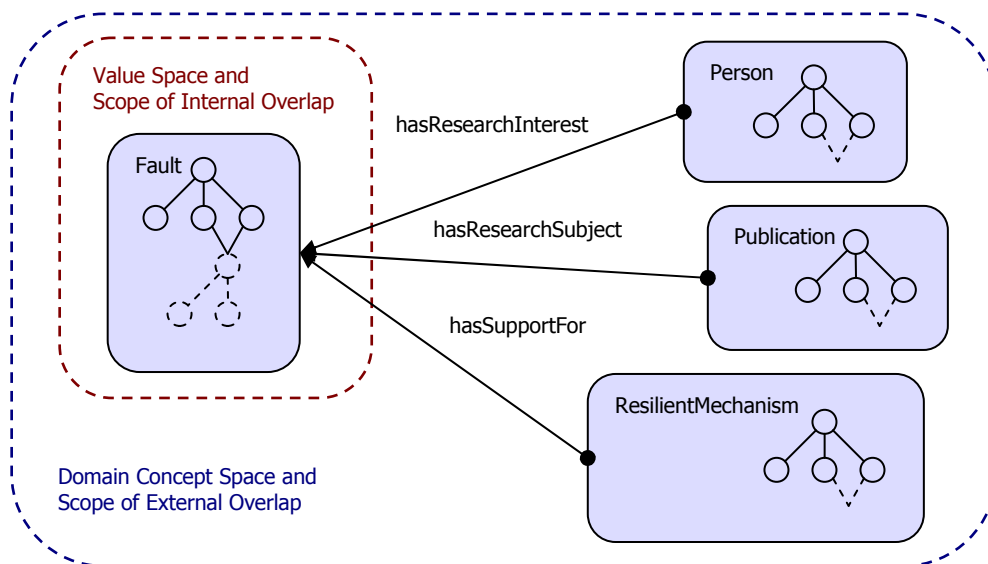 Value Space and
Scope of Internal Overlap
Fault
hasResearchInterest
hasResearchSubject
hasSupportFor
Person
Publication
ResilientMechanism
Domain Concept Space and
Scope of External Overlap